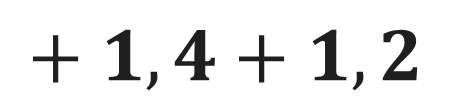 + 1,4 + 1,2